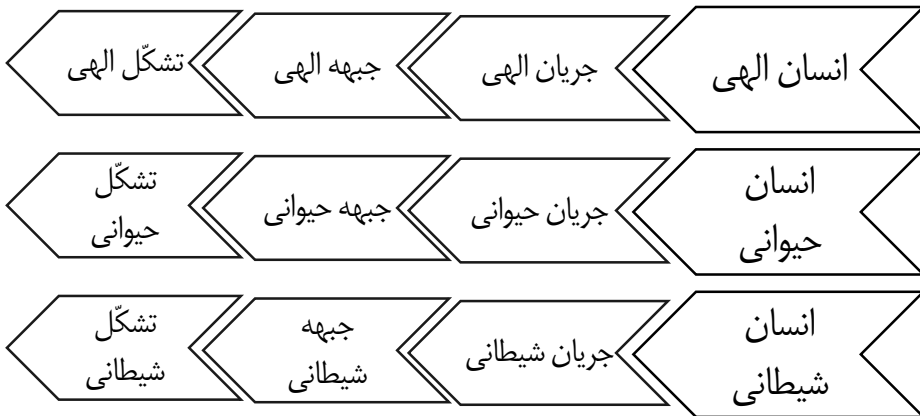 انسان الهی
جریان الهی
جبهه الهی
تشکّل الهی
انسان
حیوانی
جریان حیوانی
جبهه حیوانی
تشکّل
حیوانی
انسان
شیطانی
جریان شیطانی
جبهه
شیطانی
تشکّل
شیطانی